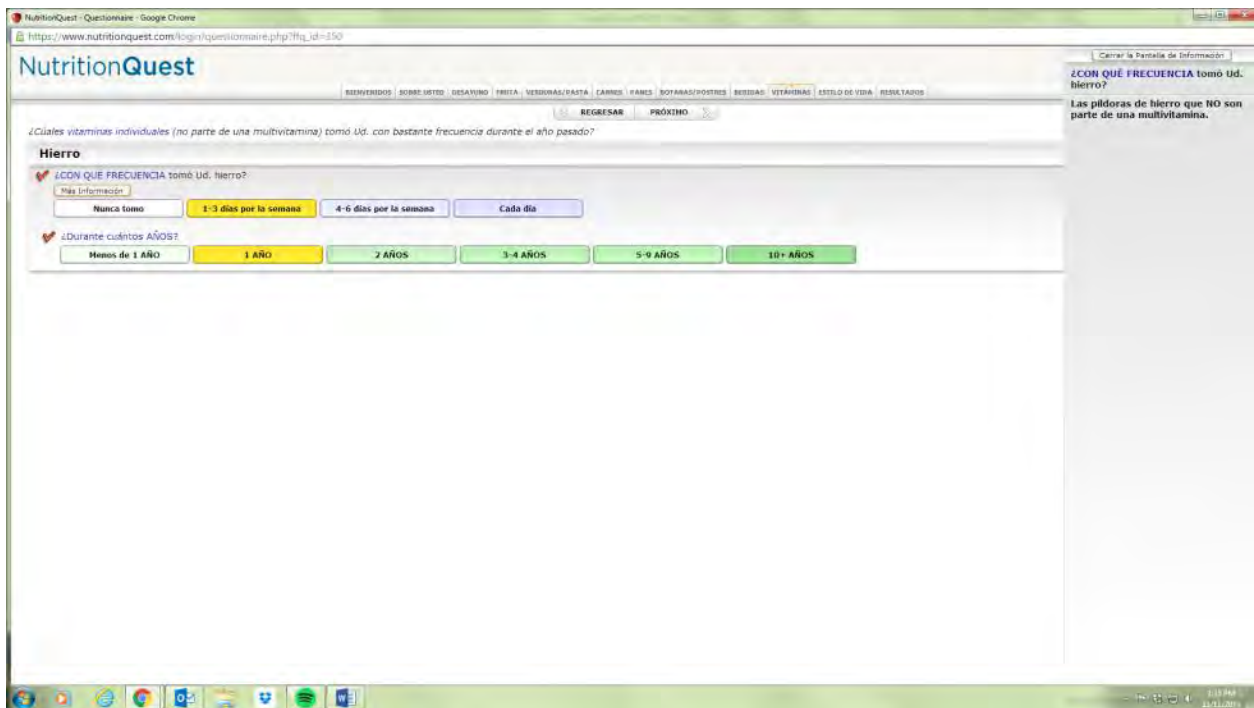 NutritionQuest - Questionnaire - Google Chrome
https://www.nutritionquest.com/login/questionnaire.php?ffq_id=350
NutritionQuest
BIENVENIDOS SOBRE USTED DESAYUNO FRUTA VERDURAS/PASTA CARNES PANES BOTANAS/POSTRES BEBIDAS VITAMINAS ESTILO DE VIDA RESULTADOS
REGRESAR PRÓXIMO
¿Cuáles vitaminas individuales (no parte de una multivitamina) tomó Ud. con bastante frecuencia durante el año pasado?
Hierro
¿CON QUÉ FRECUENCIA tomó Ud. hierro?
Más Información
Nunca tomo 1-3 días por la semana 4-6 días por la semana Cada día
¿Durante cuántos AÑOS?
Menos de 1 AÑO 1 AÑO 2 AÑOS 3-4 AÑOS 5-9 AÑOS 10+ AÑOS
Cerrar la Pantalla de Información
¿CON QUÉ FRECUENCIA tomó Ud.
hierro?
Las píldoras de hierro que NO son
parte de una multivitamina.